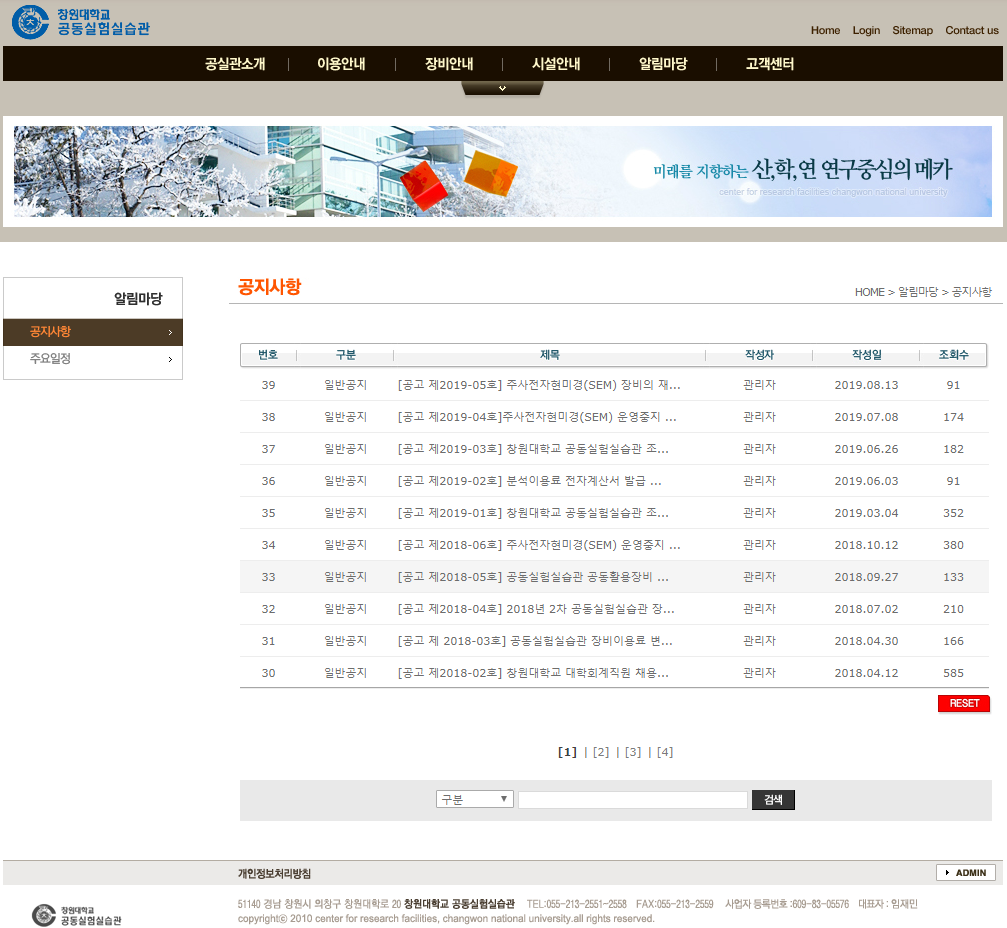 창원대학교
공동실험실습관
Home Login Sitemap Contact us
공실관소개 이용안내 장비안내 시설안내 알림마당 고객센터
미래를 지향하는 산,학,연 연구중심의 메카
center for research facilities changwon national university
알림마당
공지사항
주요일정
공지사항
HOME > 알림마당 > 공지사항
번호 구분 제목 작성자 작성일 조회수
39 일반공지 [공고 제2019-05호] 주사전자현미경(SEM) 장비의 재... 관리자 2019.08.13 91
38 일반공지 [공고 제2019-04호]주사전자현미경(SEM) 운영중지 ... 관리자 2019.07.08 174
37 일반공지 [공고 제2019-03호] 창원대학교 공동실험실습관 조... 관리자 2019.06.26 182
36 일반공지 [공고 제2019-02호] 분석이용료 전자계산서 발급 ... 관리자 2019.06.03 91
35 일반공지 [공고 제2019-01호] 창원대학교 공동실험실습관 조... 관리자 2019.03.04 352
34 일반공지 [공고 제2018-06호] 주사전자현미경(SEM) 운영중지 ... 관리자 2018.10.12 380
33 일반공지 [공고 제2018-05호] 공동실험실습관 공동활용장비 ... 관리자 2018.09.27 133
32 일반공지 [공고 제2018-04호] 2018년 2차 공동실험실습관 장... 관리자 2018.07.02 210
31 일반공지 [공고 제 2018-03호] 공동실험실습관 장비이용료 변... 관리자 2018.04.30 166
30 일반공지 [공고 제2018-02호] 창원대학교 대학회계직원 채용... 관리자 2018.04.12 585
RESET
[1] | [2] | [3] | [4]
구분 검색
개인정보처리방침
ADMIN
창원대학교
공동실험실습관
51140 경남 창원시 의창구 창원대학로 20 창원대학교 공동실험실습관 TEL:055-213-2551~2558 FAX:055-213-2559 사업자 등록번호 :609-83-05576 대표자 : 임재민
copyright© 2010 center for research facilities, changwon national university.all rights reserved.